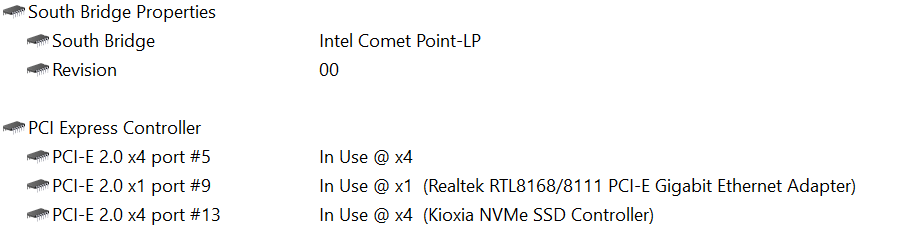 South Bridge Properties
South Bridge Intel Comet Point-LP
Revision 00
PCI Express Controller
PCI-E 2.0 x4 port #5 In Use @ x4
PCI-E 2.0 x1 port #9 In Use @ x1 (Realtek RTL8168/8111 PCI-E Gigabit Ethernet Adapter)
PCI-E 2.0 x4 port #13 In Use @ x4 (Kioxia NVMe SSD Controller)